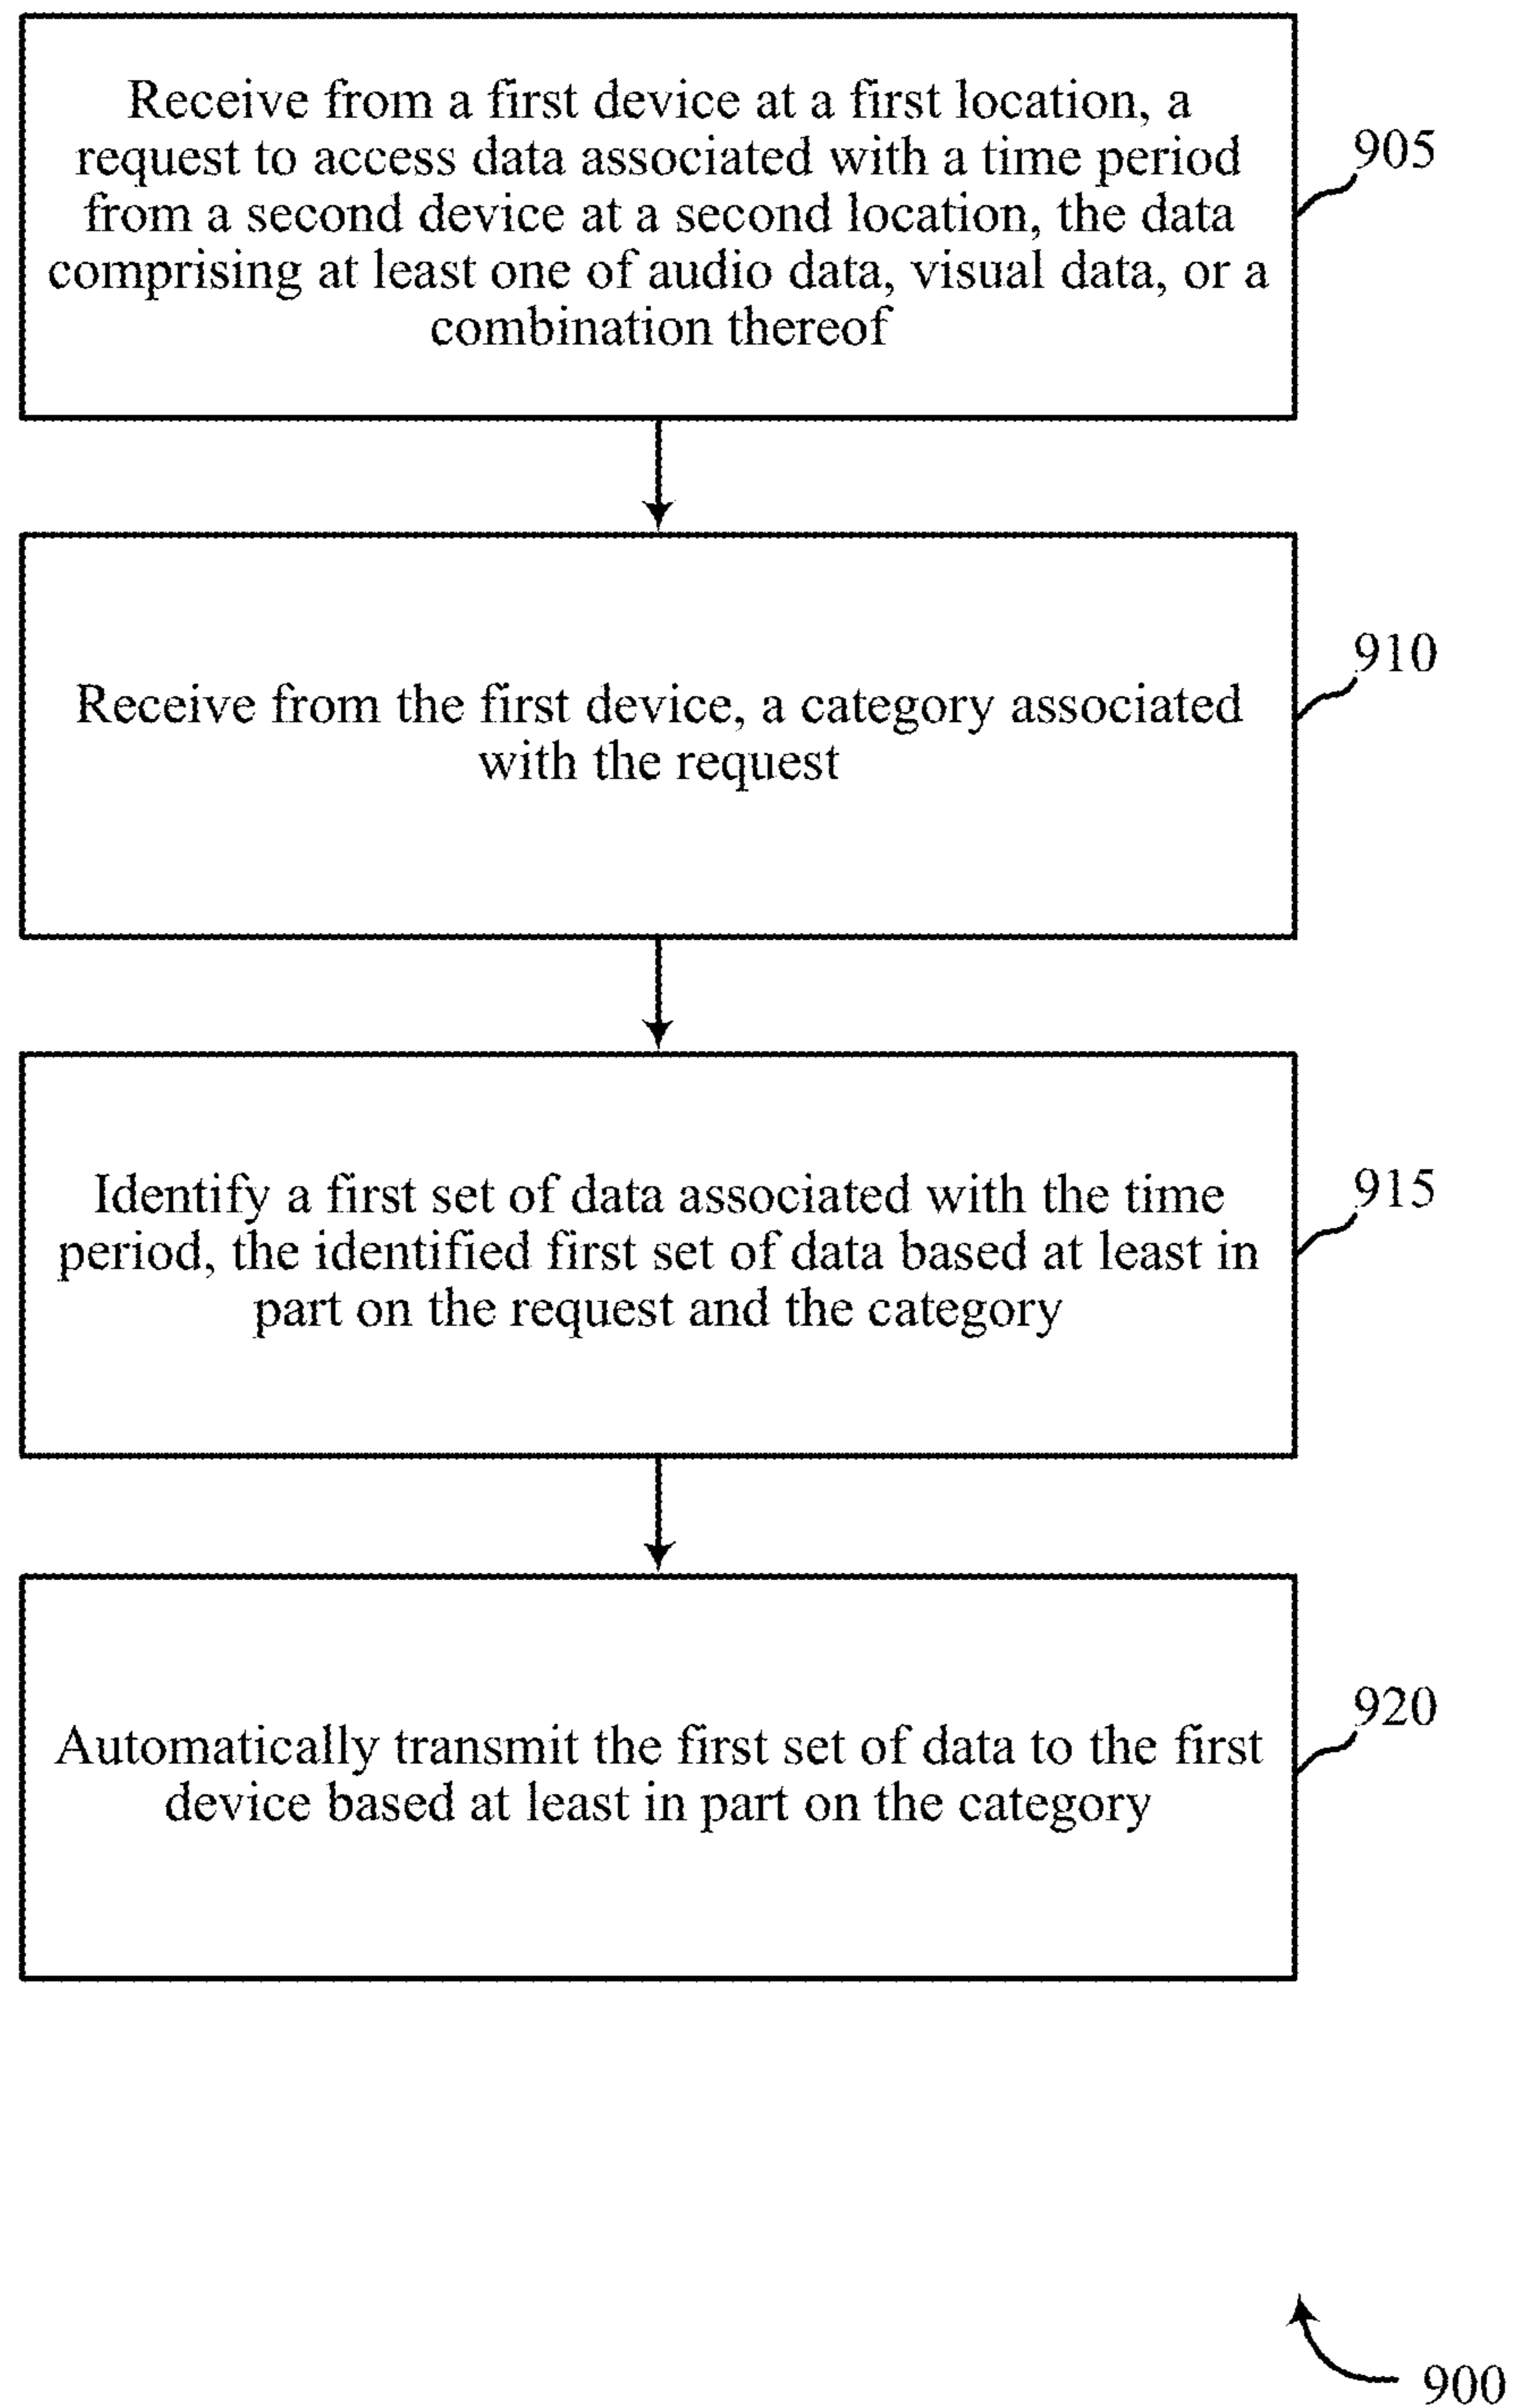 Receive from a first device at a first location, a
request to access data associated with a time period
from a second device at a second location, the data
comprising at least one of audio data, visual data, or a
combination thereof
905
Receive from the first device, a category associated
with the request
910
Identify a first set of data associated with the time
period, the identified first set of data based at least in
part on the request and the category
915
Automatically transmit the first set of data to the first
device based at least in part on the category
920
900